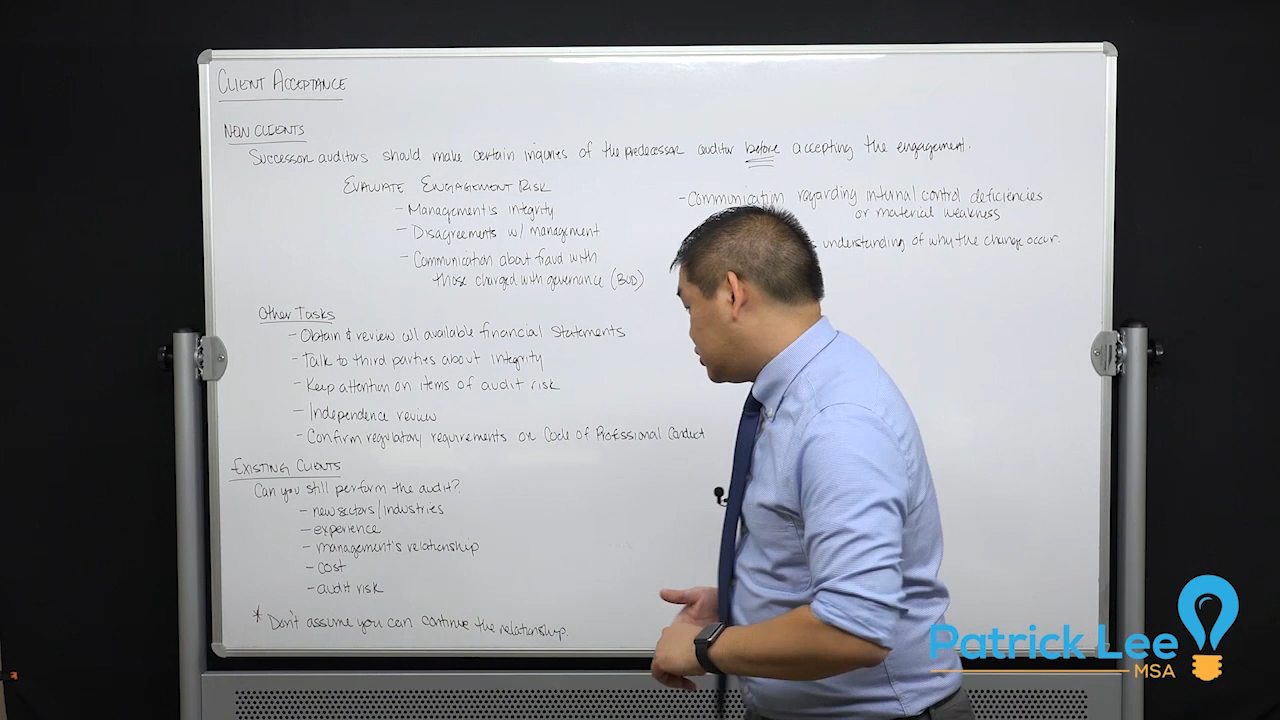 CLIENT ACCEPTANCE
NEW CLIENTS
Successor auditors should make certain inquiries of the predecessor auditor before accepting the engagement.
EVALUATE ENGAGEMENT RISK
- Management's integrity
- Disagreements w/ management
- Communication about fraud with
those charged with governance (BOD)
- Communication regarding internal control deficiencies
or material weakness
understanding of why the change occur.
Other Tasks
- Obtain & review all available financial statements
- Talk to third parties about integrity
- Keep attention on items of audit risk
- Independence review
- Confirm regulatory requirements or Code of Professional Conduct
EXISTING CLIENTS
Can you still perform the audit?
- new sectors/industries
- experience
- management's relationship
- cost
- audit risk
* Don't assume you can continue the relationship.
Patrick Lee
MSA